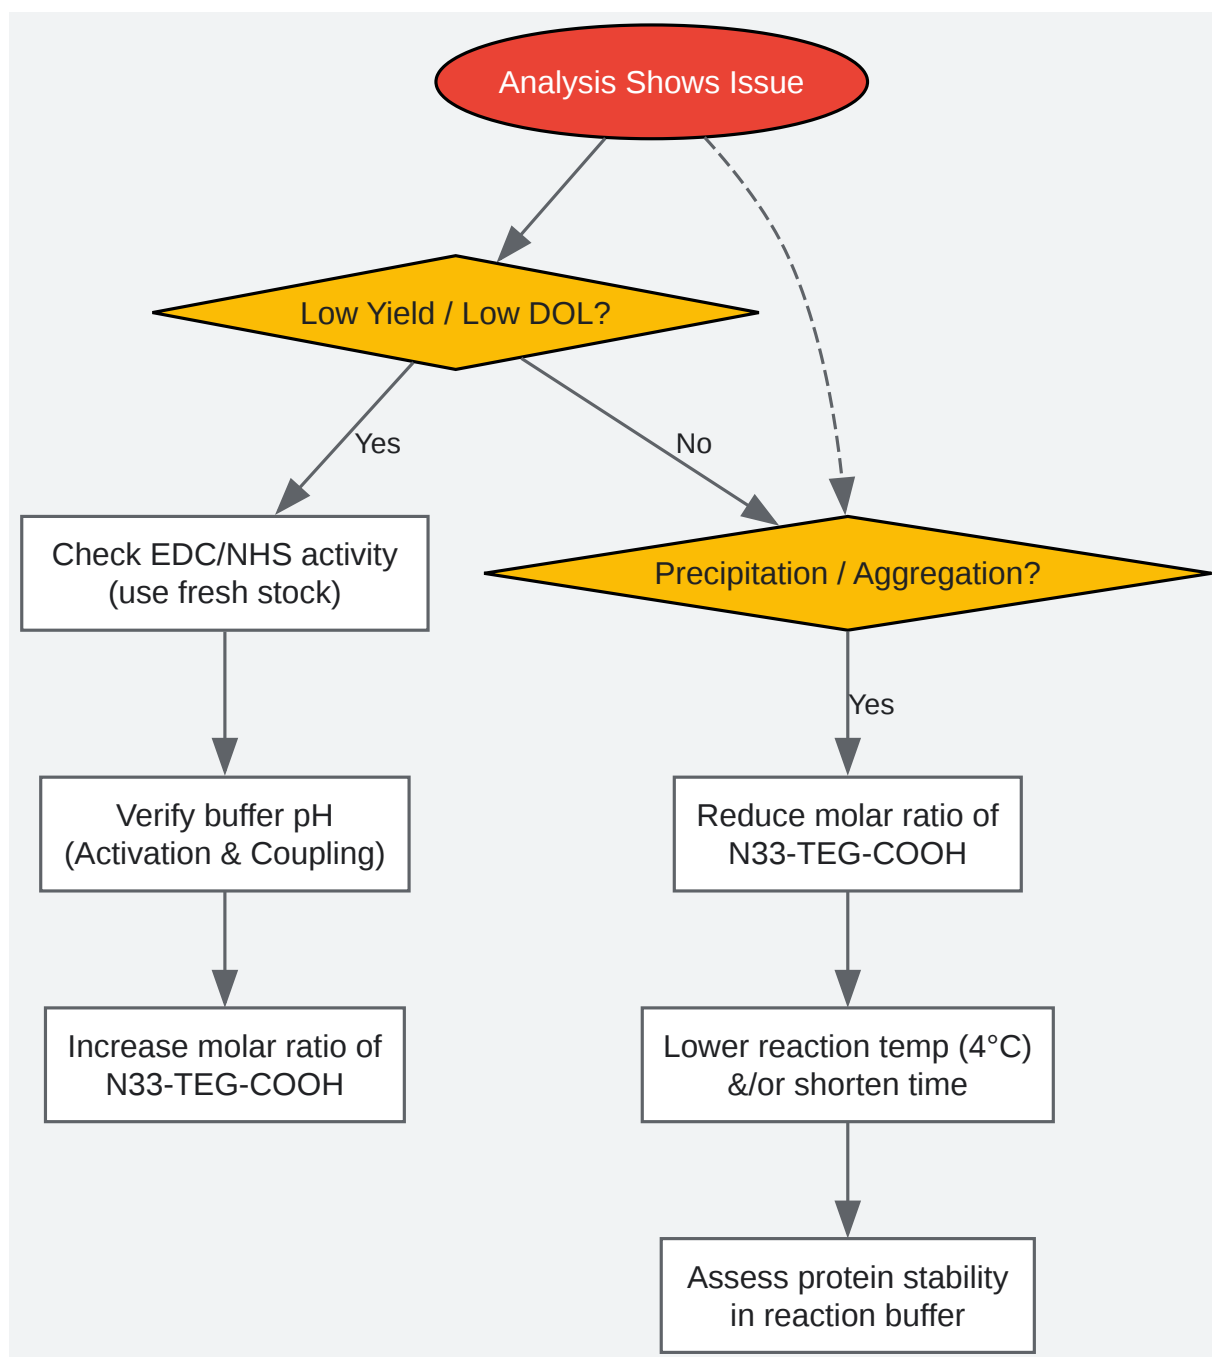 Analysis Shows Issue
Low Yield / Low DOL?
Yes
No
Check EDC/NHS activity
(use fresh stock)
Precipitation / Aggregation?
Yes
Verify buffer pH
(Activation & Coupling)
Reduce molar ratio of
N33-TEG-COOH
Increase molar ratio of
N33-TEG-COOH
Lower reaction temp (4°C)
&/or shorten time
Assess protein stability
in reaction buffer